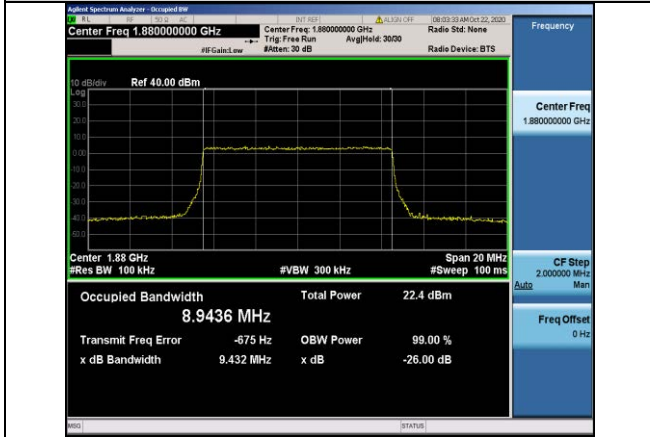 Agilent Spectrum Analyzer - Occupied BW
RL RF 50 Ω AC INT REF ALIGN OFF 08:03:33 AM Oct 22, 2020
Center Freq 1.880000000 GHz
Center Freq: 1.880000000 GHz
Radio Std: None
Frequency
Trig: Free Run Avg|Hold: 30/30
#IFGain:Low #Atten: 30 dB Radio Device: BTS
10 dB/div Ref 40.00 dBm
Log
30.0
20.0
10.0
0.00
-10.0
-20.0
-30.0
-40.0
-50.0
Center Freq
1.880000000 GHz
Center 1.88 GHz Span 20 MHz
#Res BW 100 kHz #VBW 300 kHz #Sweep 100 ms
CF Step
2.000000 MHz
Auto Man
Occupied Bandwidth Total Power 22.4 dBm
8.9436 MHz
Freq Offset
0 Hz
Transmit Freq Error -675 Hz OBW Power 99.00 %
x dB Bandwidth 9.432 MHz x dB -26.00 dB
MSG STATUS